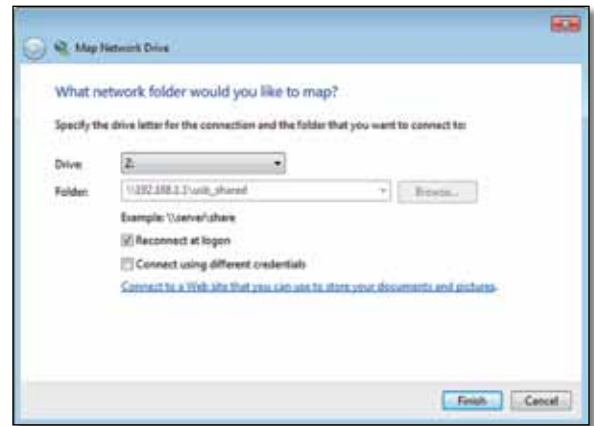 Map Network Drive
What network folder would you like to map?
Specify the drive letter for the connection and the folder that you want to connect to:
Drive: Z:
Folder: \\192.168.1.1\usb_shared Browse...
Example: \\server\share
Reconnect at logon
Connect using different credentials
Connect to a Web site that you can use to store your documents and pictures.
Finish Cancel